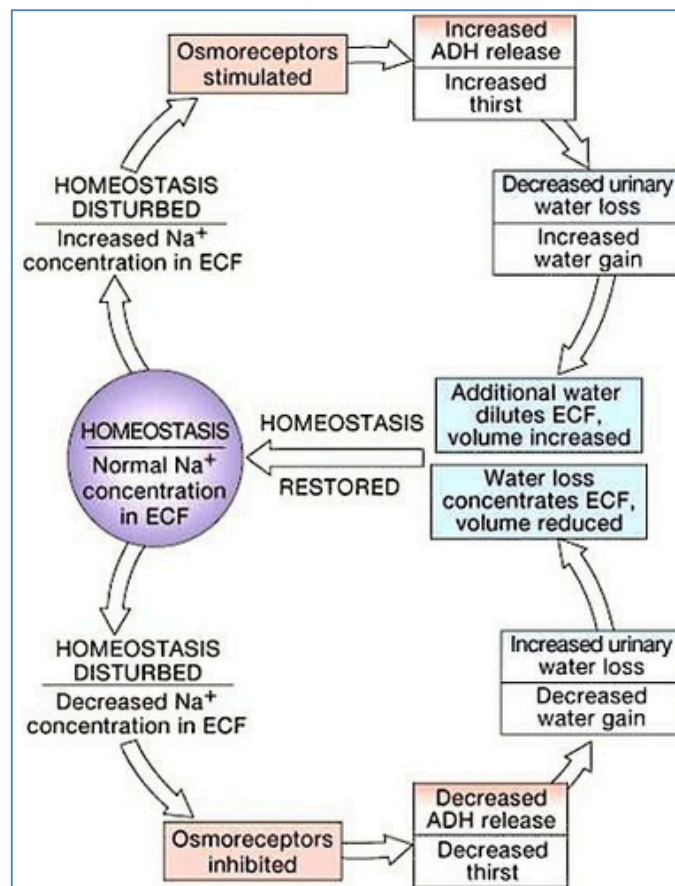 Osmoreceptors
stimulated
Increased
ADH release
Increased
thirst
HOMEOSTASIS
DISTURBED
Increased Na⁺
concentration in ECF
Decreased urinary
water loss
Increased
water gain
Additional water
dilutes ECF,
volume increased
HOMEOSTASIS
RESTORED
HOMEOSTASIS
Normal Na⁺
concentration
in ECF
Water loss
concentrates ECF,
volume reduced
HOMEOSTASIS
DISTURBED
Decreased Na⁺
concentration in ECF
Increased urinary
water loss
Decreased
water gain
Osmoreceptors
inhibited
Decreased
ADH release
Decreased
thirst